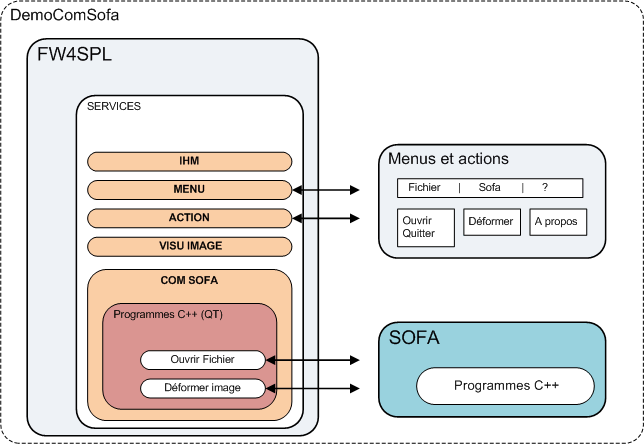 DemoComSofa
FW4SPL
SERVICES
IHM
MENU
ACTION
VISU IMAGE
COM SOFA
Programmes C++ (QT)
Ouvrir Fichier
Déformer image
Menus et actions
Fichier | Sofa | ?
Ouvrir
Quitter
Déformer
A propos
SOFA
Programmes C++